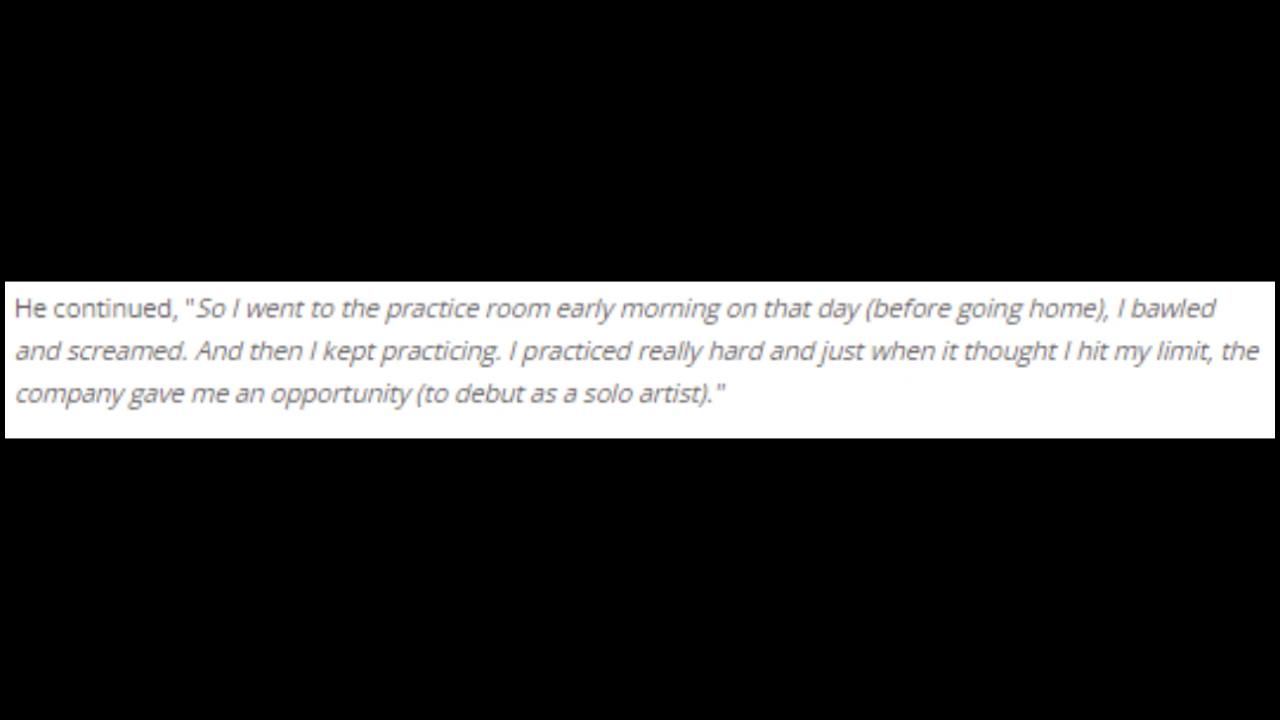 He continued, "So I went to the practice room early morning on that day (before going home), I bawled
and screamed. And then I kept practicing. I practiced really hard and just when it thought I hit my limit, the
company gave me an opportunity (to debut as a solo artist)."